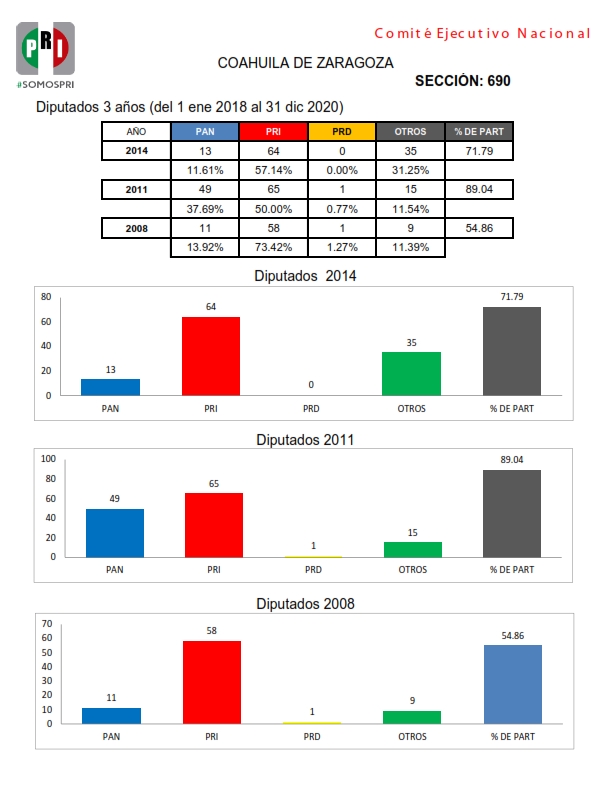 Comité Ejecutivo Nacional
PRI
#SOMOSPRI
COAHUILA DE ZARAGOZA
SECCIÓN: 690
Diputados 3 años (del 1 ene 2018 al 31 dic 2020)
AÑO PAN PRI PRD OTROS % DE PART
2014 13 64 0 35 71.79
11.61% 57.14% 0.00% 31.25%
2011 49 65 1 15 89.04
37.69% 50.00% 0.77% 11.54%
2008 11 58 1 9 54.86
13.92% 73.42% 1.27% 11.39%
Diputados 2014
80
60
40
20
0
13 64 0 35 71.79
PAN PRI PRD OTROS % DE PART
Diputados 2011
100
80
60
40
20
0
49 65 1 15 89.04
PAN PRI PRD OTROS % DE PART
Diputados 2008
70
60
50
40
30
20
10
0
11 58 1 9 54.86
PAN PRI PRD OTROS % DE PART